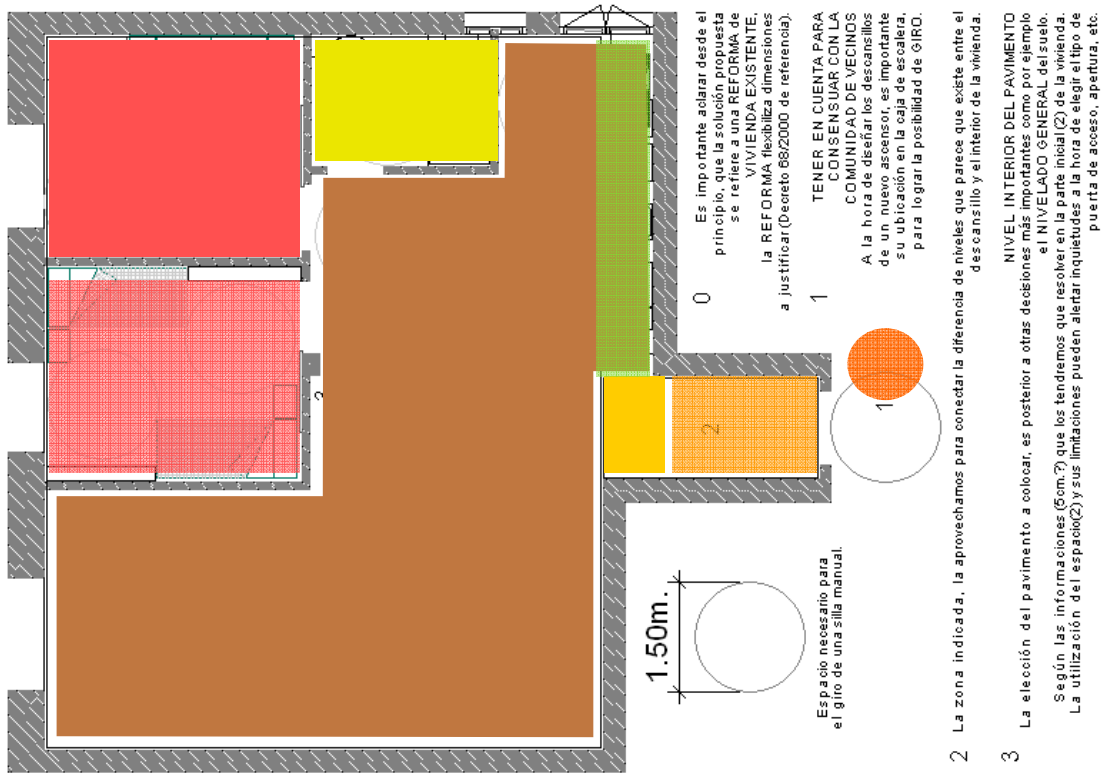 3
2
1
1.50m.
Espacio necesario para
el giro de una silla manual.
0
Es importante aclarar desde el
principio, que la solución propuesta
se refiere a una REFORMA de
VIVIENDA EXISTENTE,
la REFORMA flexibiliza dimensiones
a justificar (Decreto 68/2000 de referencia).
1
TENER EN CUENTA PARA
CONSENSUAR CON LA
COMUNIDAD DE VECINOS
A la hora de diseñar los descansillos
de un nuevo ascensor, es importante
su ubicación en la caja de escalera,
para lograr la posibilidad de GIRO.
2
La zona indicada, la aprovechamos para conectar la diferencia de niveles que parece que existe entre el
descansillo y el interior de la vivienda.
3
NIVEL INTERIOR DEL PAVIMENTO
La elección del pavimento a colocar, es posterior a otras decisiones más importantes como por ejemplo
el NIVELADO GENERAL del suelo.
Según las informaciones (5cm.?) que los tendremos que resolver en la parte inicial (2) de la vivienda.
La utilización del espacio(2) y sus limitaciones pueden alertar inquietudes a la hora de elegir el tipo de
puerta de acceso, apertura, etc.